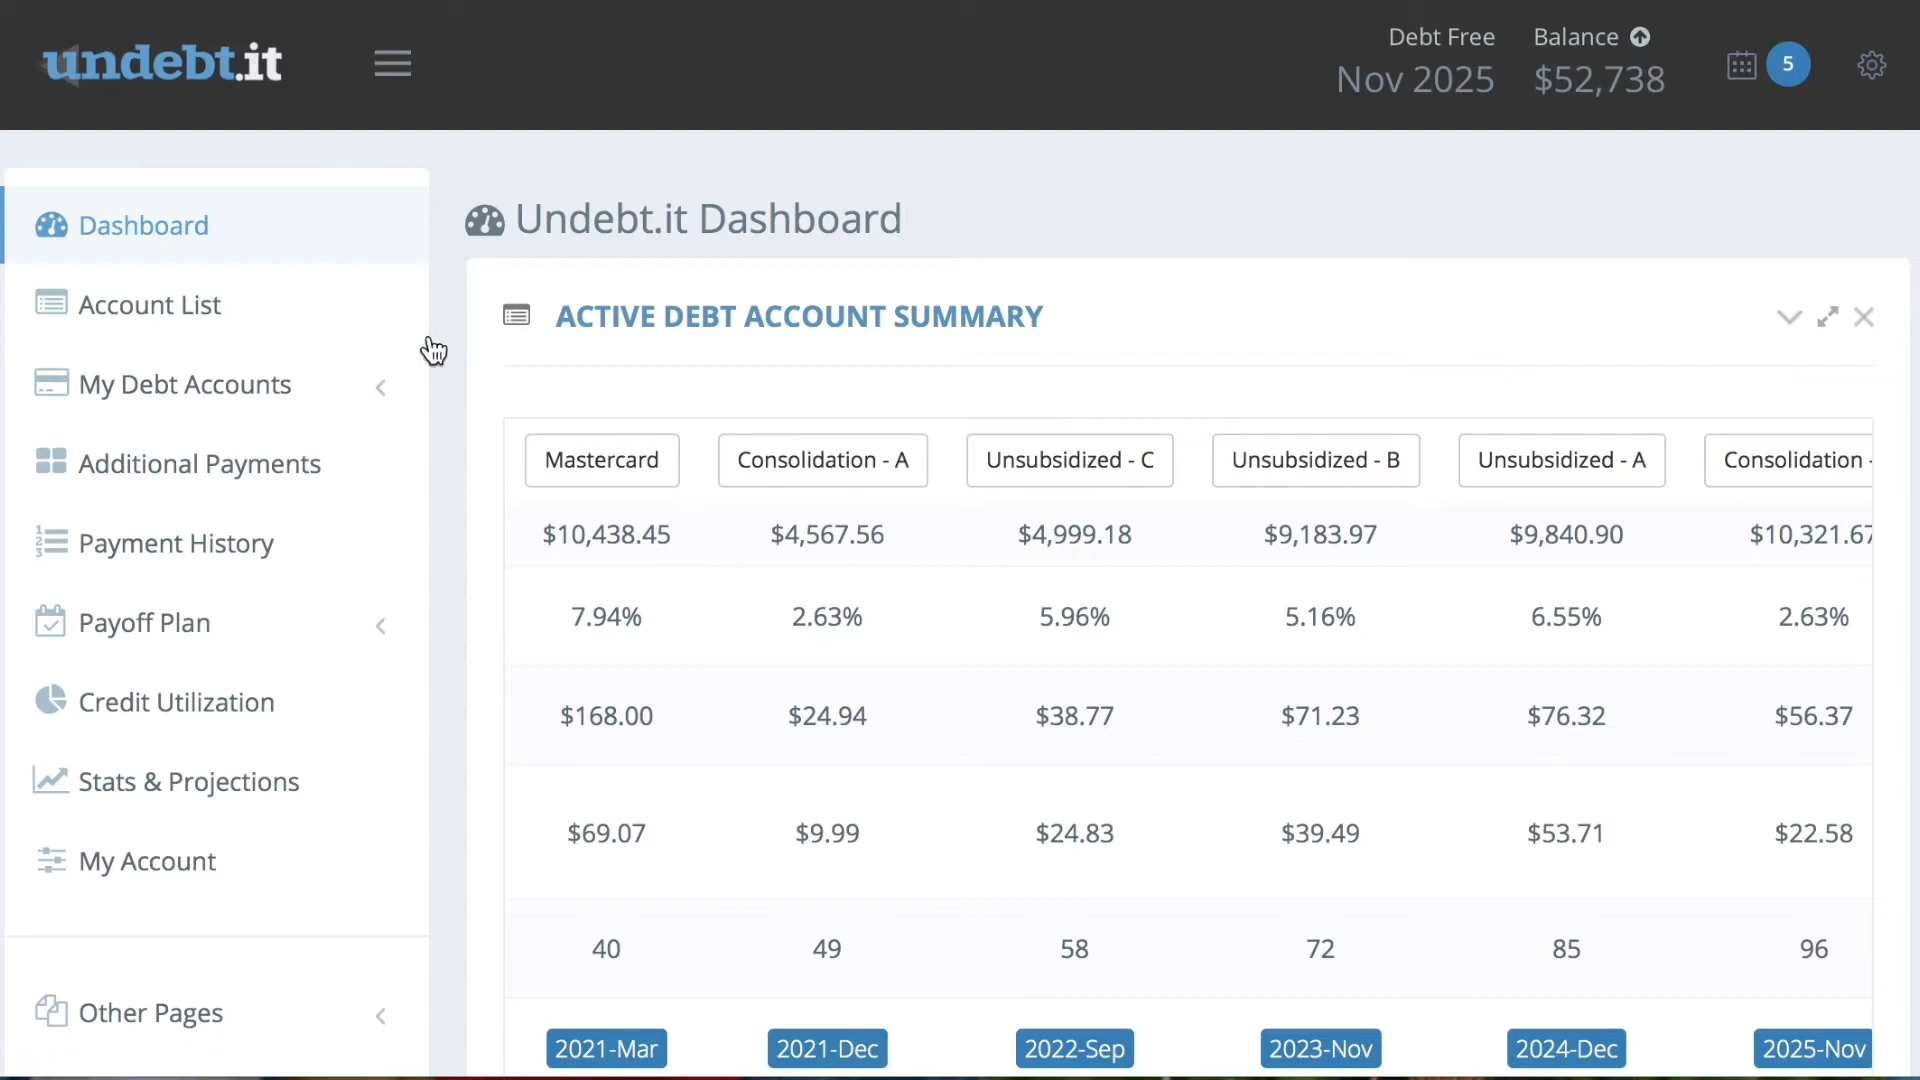 undebt.it
Debt Free
Nov 2025
Balance
$52,738
5
Dashboard
Account List
My Debt Accounts
Additional Payments
Payment History
Payoff Plan
Credit Utilization
Stats & Projections
My Account
Other Pages
Undebt.it Dashboard
ACTIVE DEBT ACCOUNT SUMMARY
Mastercard Consolidation - A Unsubsidized - C Unsubsidized - B Unsubsidized - A Consolidation -
$10,438.45 $4,567.56 $4,999.18 $9,183.97 $9,840.90 $10,321.67
7.94% 2.63% 5.96% 5.16% 6.55% 2.63%
$168.00 $24.94 $38.77 $71.23 $76.32 $56.37
$69.07 $9.99 $24.83 $39.49 $53.71 $22.58
40 49 58 72 85 96
2021-Mar 2021-Dec 2022-Sep 2023-Nov 2024-Dec 2025-Nov